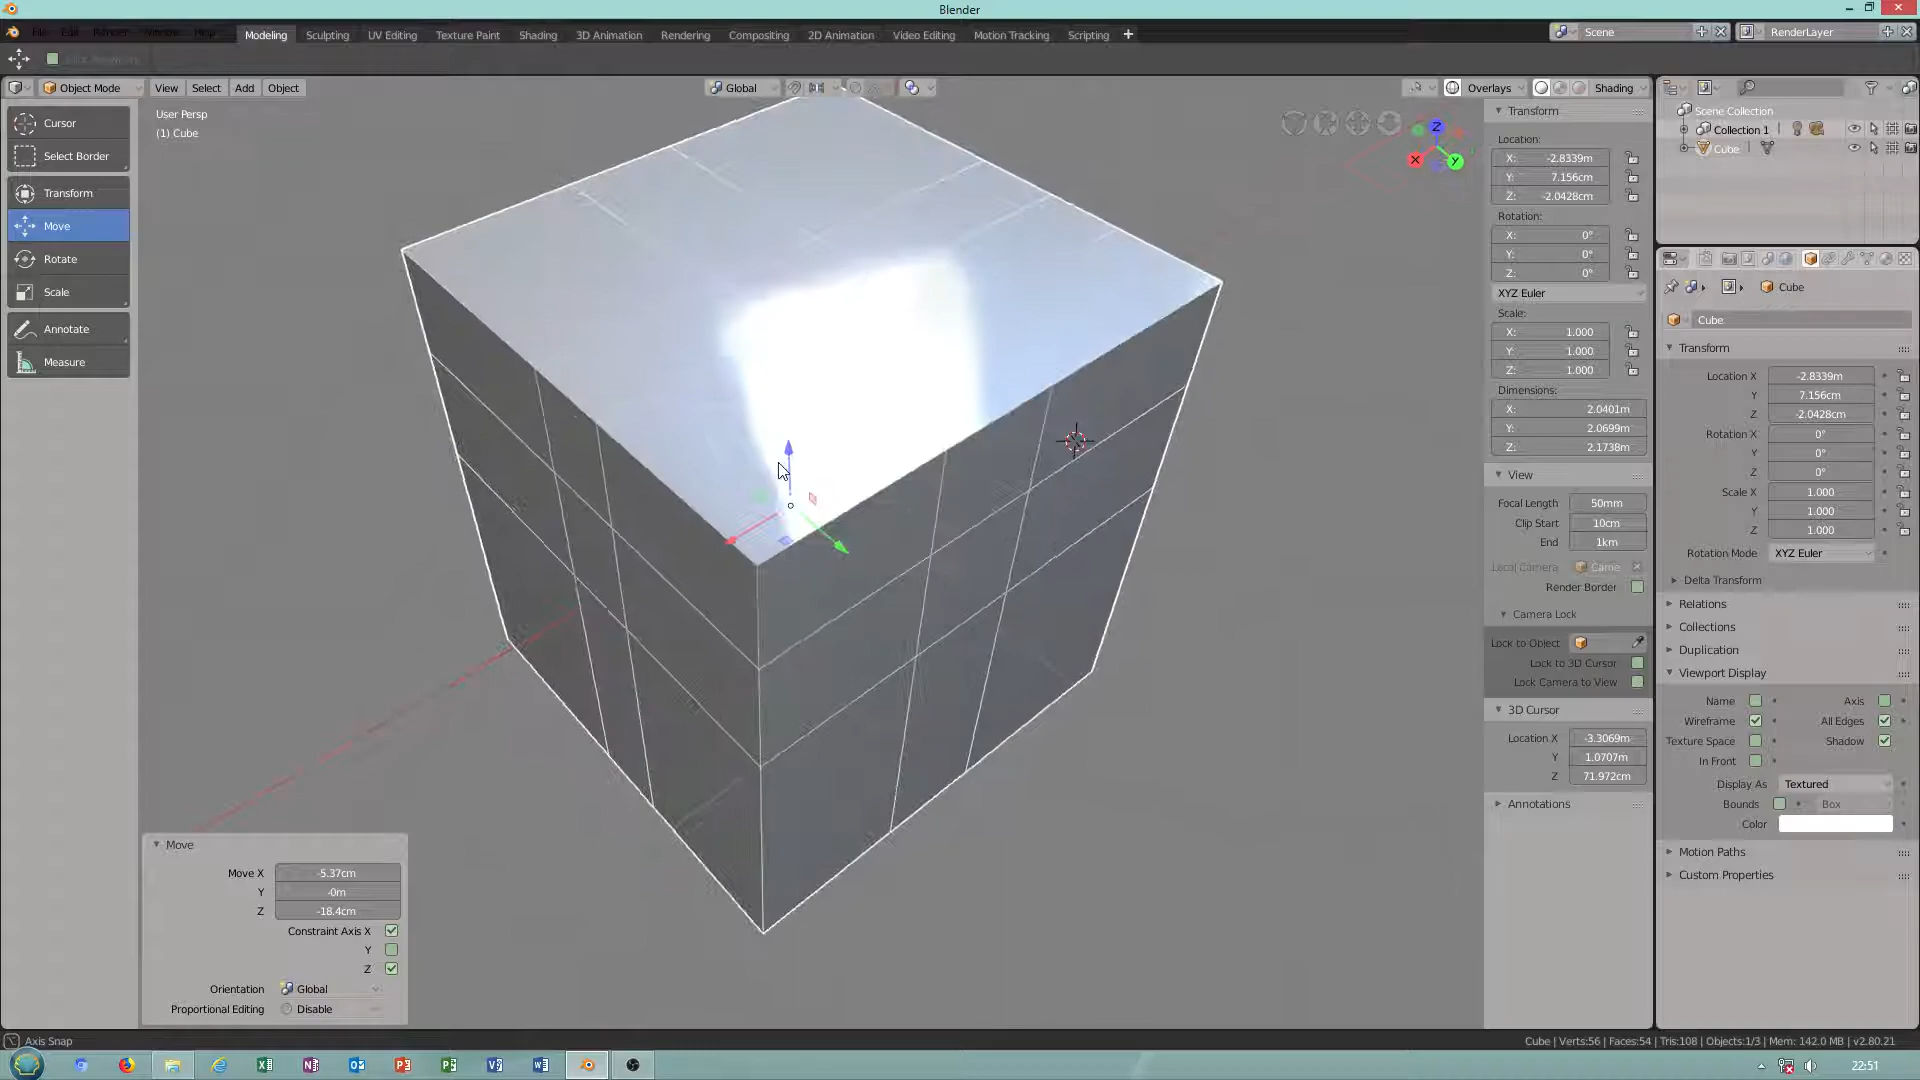 Blender
File Edit Render Window Help
Modeling Sculpting UV Editing Texture Paint Shading 3D Animation Rendering Compositing 2D Animation Video Editing Motion Tracking Scripting
Scene
RenderLayer
Object Mode View Select Add Object
Global
Overlays
Shading
Cursor
Select Border
Transform
Move
Rotate
Scale
Annotate
Measure
User Persp
(1) Cube
Z
X
Y
Transform
Location:
X: -2.8339m
Y: 7.156cm
Z: -2.0428cm
Rotation:
X: 0°
Y: 0°
Z: 0°
XYZ Euler
Scale:
X: 1.000
Y: 1.000
Z: 1.000
Dimensions:
X: 2.0401m
Y: 2.0699m
Z: 2.1738m
View
Focal Length 50mm
Clip Start 10cm
End 1km
Local Camera Came
Render Border
Camera Lock
Lock to Object
Lock to 3D Cursor
Lock Camera to View
3D Cursor
Location X -3.3069m
Y 1.0707m
Z 71.972cm
Annotations
Scene Collection
Collection 1
Cube
Cube
Cube
Transform
Location X -2.8339m
Y 7.156cm
Z -2.0428cm
Rotation X 0°
Y 0°
Z 0°
Scale X 1.000
Y 1.000
Z 1.000
Rotation Mode XYZ Euler
Delta Transform
Relations
Collections
Duplication
Viewport Display
Name Axis
Wireframe All Edges
Texture Space Shadow
In Front
Display As Textured
Bounds Box
Color
Motion Paths
Custom Properties
Move
Move X -5.37cm
Y -0m
Z -18.4cm
Constraint Axis X
Y
Z
Orientation Global
Proportional Editing Disable
Axis Snap
Cube | Verts:56 | Faces:54 | Tris:108 | Objects:1/3 | Mem: 142.0 MB | v2.80.21
22:51